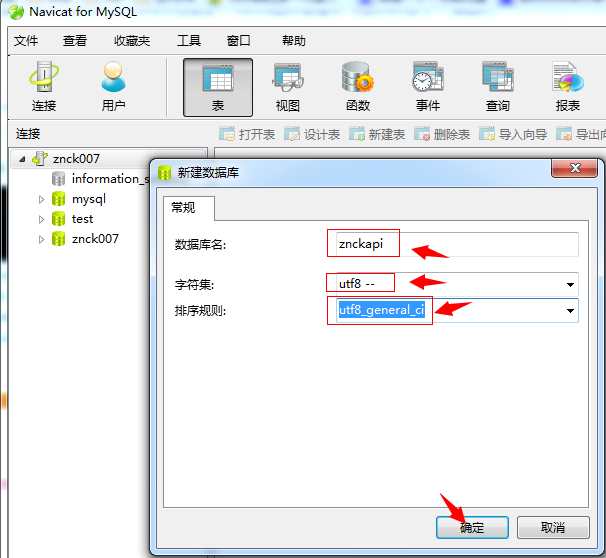 Navicat for MySQL
文件 查看 收藏夹 工具 窗口 帮助
连接 用户 表 视图 函数 事件 查询 报表
连接 打开表 设计表 新建表 删除表 导入向导 导出向
znck007
information_s
mysql
test
znck007
新建数据库
常规
数据库名: znckapi
字符集: utf8 --
排序规则: utf8_general_ci
确定 取消